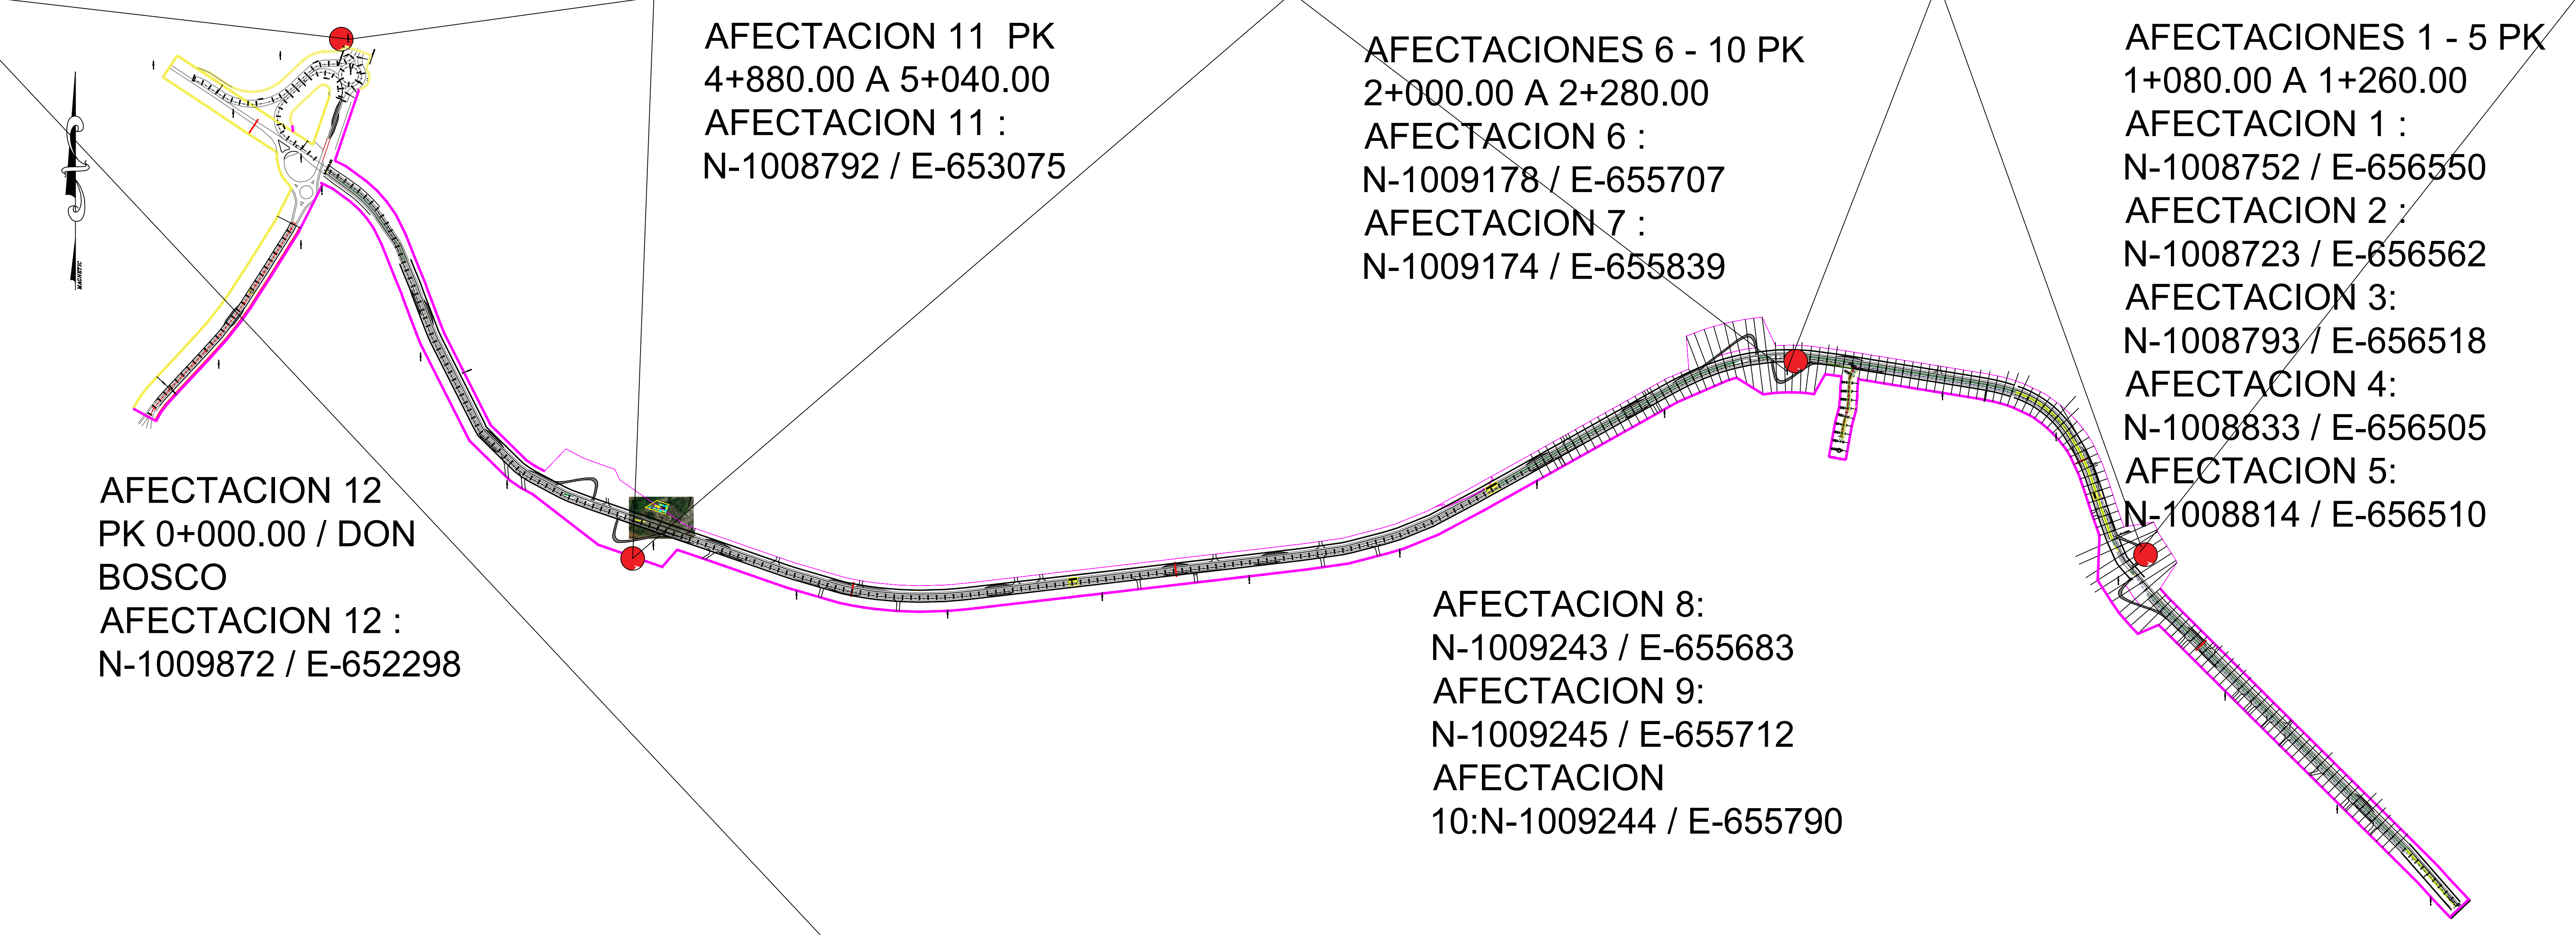 AFECTACION 11 PK
4+880.00 A 5+040.00
AFECTACION 11 :
N-1008792 / E-653075
AFECTACIONES 6 - 10 PK
2+000.00 A 2+280.00
AFECTACION 6 :
N-1009178 / E-655707
AFECTACION 7 :
N-1009174 / E-655839
AFECTACIONES 1 - 5 PK
1+080.00 A 1+260.00
AFECTACION 1 :
N-1008752 / E-656550
AFECTACION 2 :
N-1008723 / E-656562
AFECTACION 3:
N-1008793 / E-656518
AFECTACION 4:
N-1008833 / E-656505
AFECTACION 5:
N-1008814 / E-656510
MAGNETIC
AFECTACION 12
PK 0+000.00 / DON
BOSCO
AFECTACION 12 :
N-1009872 / E-652298
AFECTACION 8:
N-1009243 / E-655683
AFECTACION 9:
N-1009245 / E-655712
AFECTACION
10:N-1009244 / E-655790